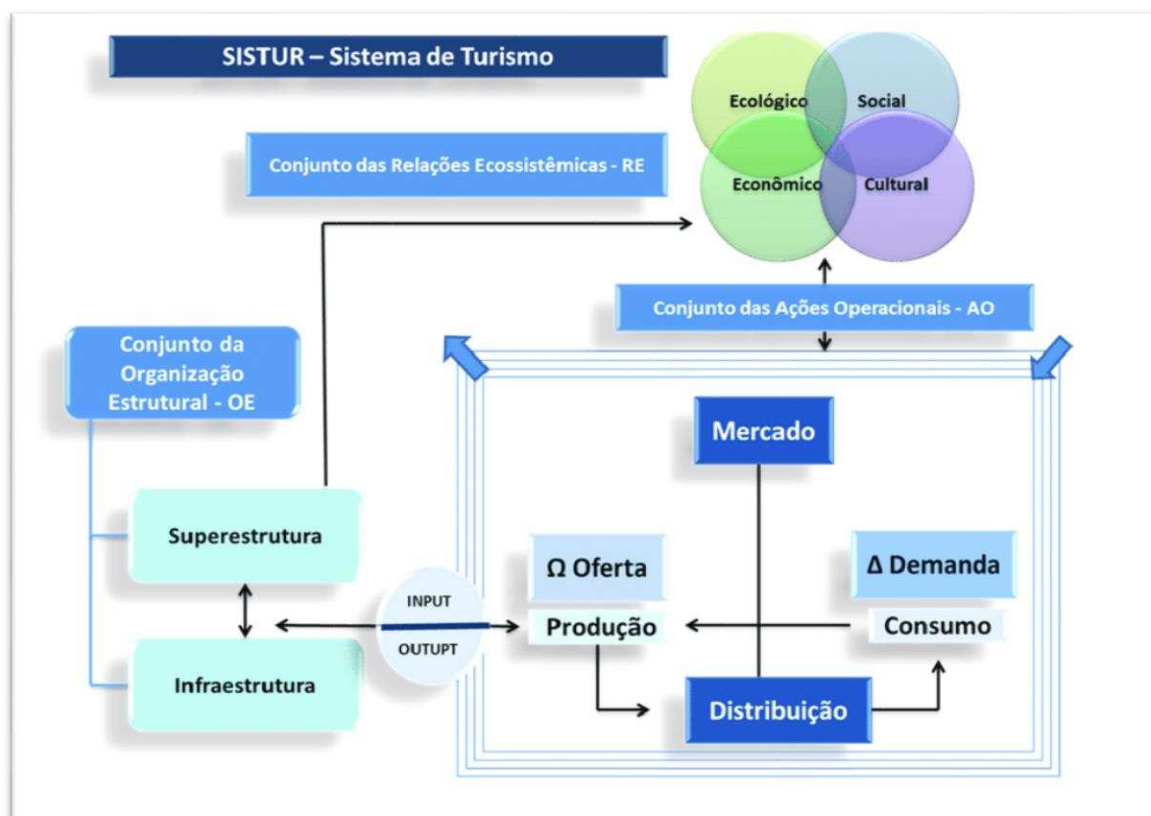 SISTUR – Sistema de Turismo
Ecológico
Social
Conjunto das Relações Ecossistêmicas - RE
Econômico
Cultural
Conjunto das Ações Operacionais - AO
Conjunto da
Organização
Estrutural - OE
Mercado
Superestrutura
Ω Oferta
Δ Demanda
INPUT
Produção
Consumo
OUTUPT
Infraestrutura
Distribuição